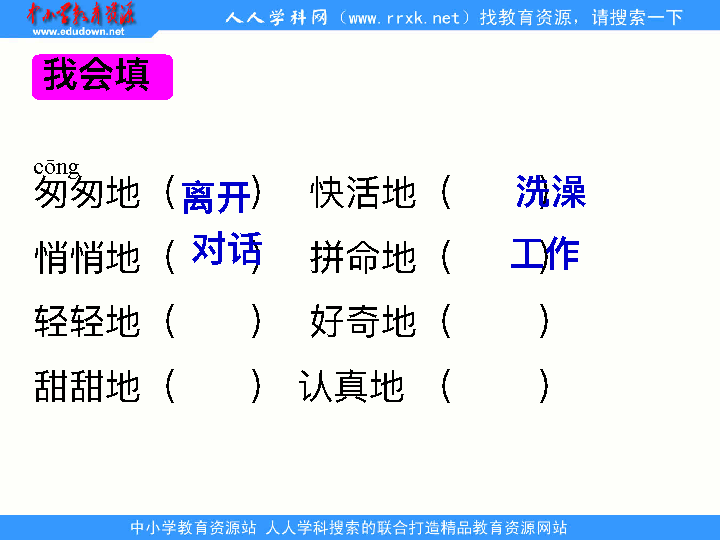 中小学教育资源
www.edudown.net
人人学科网（www.rrxk.net）找教育资源，请搜索一下
我会填
cōng
匆匆地（离开） 快活地（洗澡）
悄悄地（对话） 拼命地（工作）
轻轻地（ ） 好奇地（ ）
甜甜地（ ） 认真地 （ ）
中小学教育资源站 人人学科搜索的联合打造精品教育资源网站